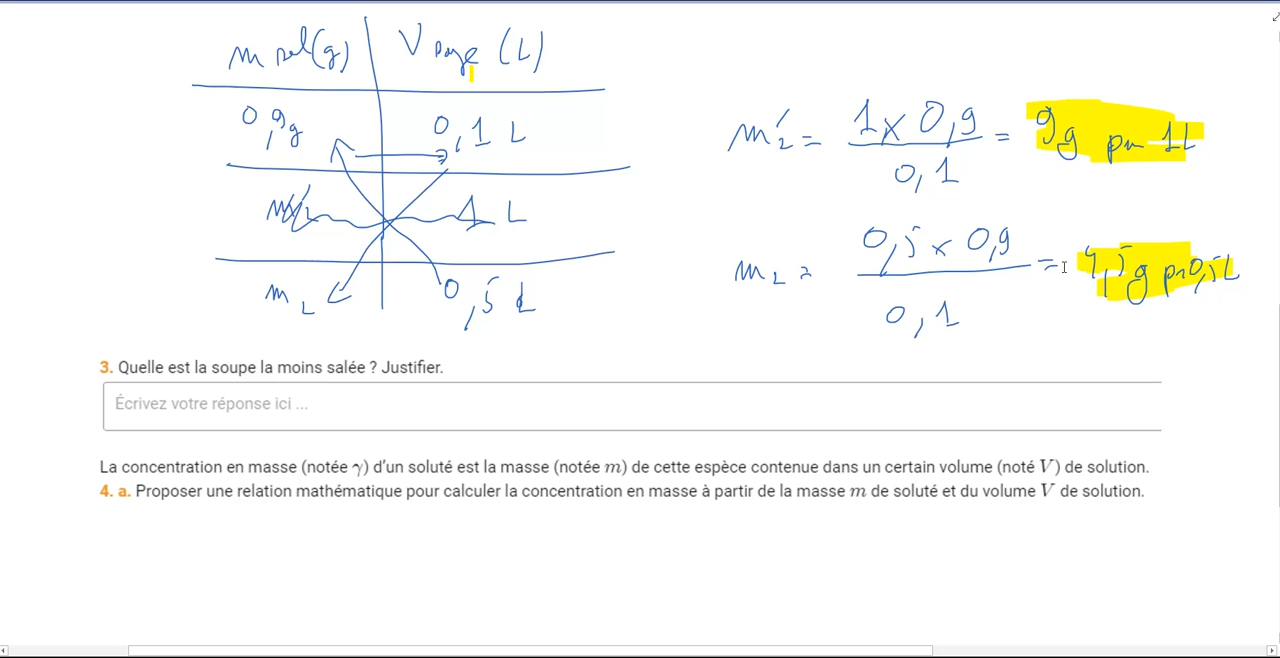 m sel(g) V (L)
0,9g 0,1 L
1 L
m2 0,5 L
m'2 = 1 x 0,9 / 0,1 = 9g pr 1L
m2 = 0,5 x 0,9 / 0,1 = 4,5g pr 0,5L
3. Quelle est la soupe la moins salée ? Justifier.
Écrivez votre réponse ici ...
La concentration en masse (notée γ) d'un soluté est la masse (notée m) de cette espèce contenue dans un certain volume (noté V) de solution.
4. a. Proposer une relation mathématique pour calculer la concentration en masse à partir de la masse m de soluté et du volume V de solution.